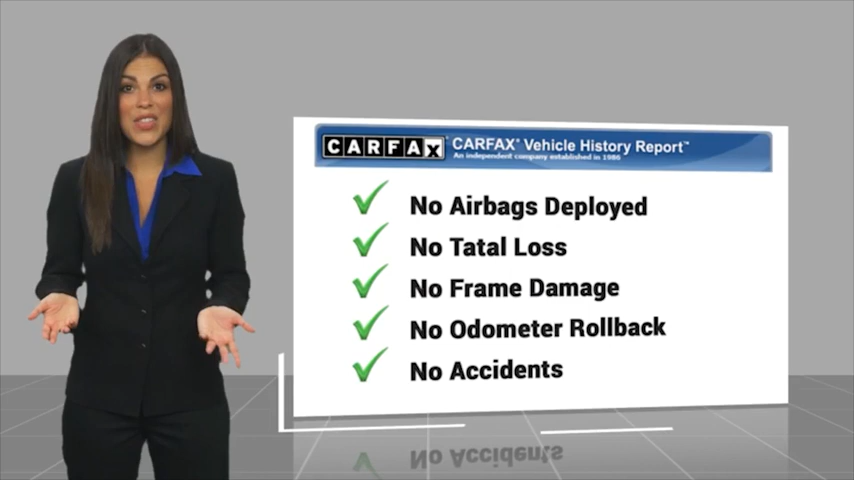 CARFAX CARFAX® Vehicle History Report™
An independent company established in 1986
No Airbags Deployed
No Tatal Loss
No Frame Damage
No Odometer Rollback
No Accidents
No Accidents